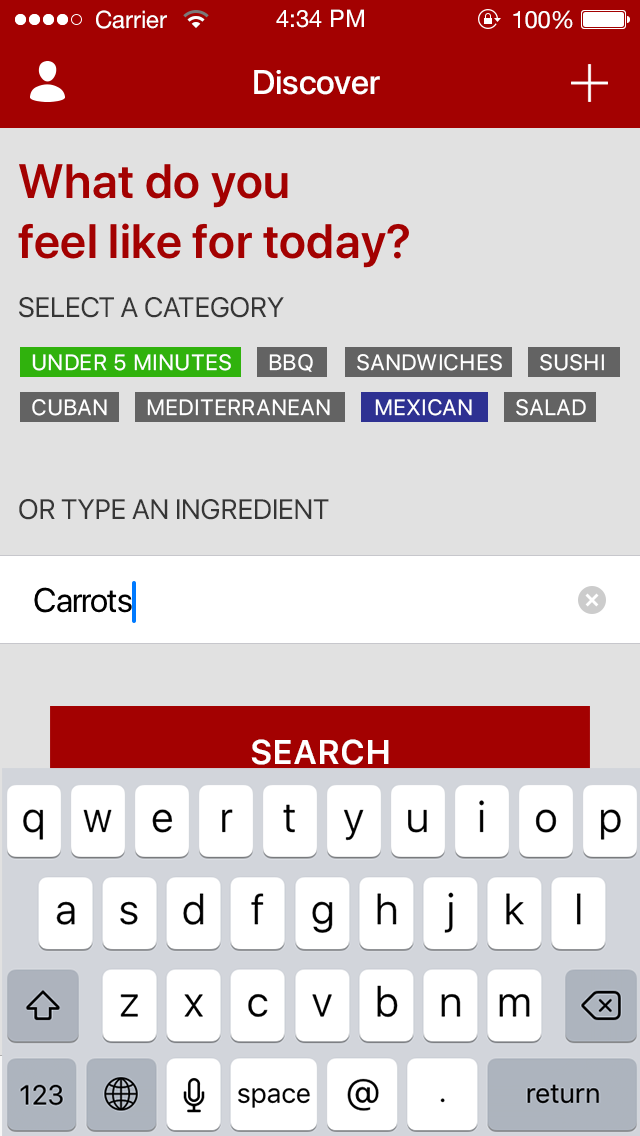 Carrier 4:34 PM 100%
Discover
What do you
feel like for today?
SELECT A CATEGORY
UNDER 5 MINUTES BBQ SANDWICHES SUSHI
CUBAN MEDITERRANEAN MEXICAN SALAD
OR TYPE AN INGREDIENT
Carrots
SEARCH
q w e r t y u i o p
a s d f g h j k l
z x c v b n m
123 space @ . return